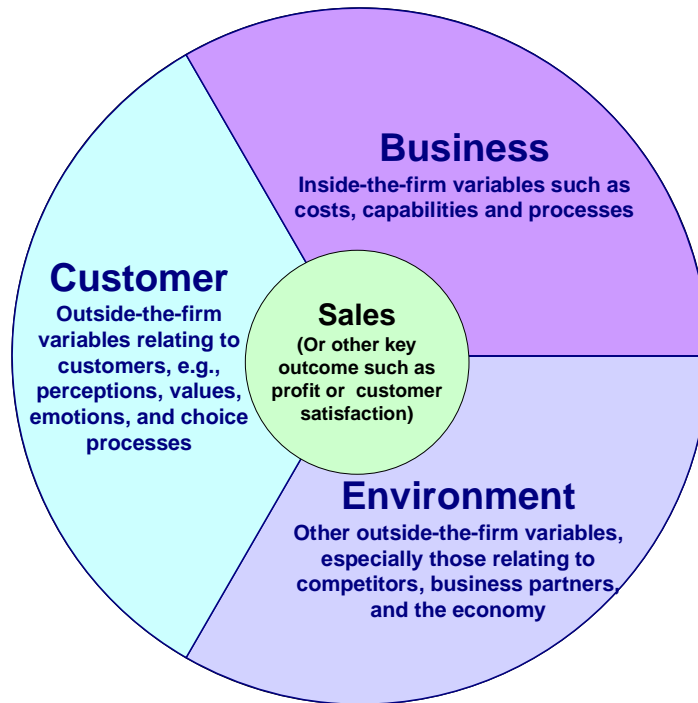 Business
Inside-the-firm variables such as
costs, capabilities and processes
Customer
Outside-the-firm
variables relating to
customers, e.g.,
perceptions, values,
emotions, and choice
processes
Sales
(Or other key
outcome such as
profit or customer
satisfaction)
Environment
Other outside-the-firm variables,
especially those relating to
competitors, business partners,
and the economy